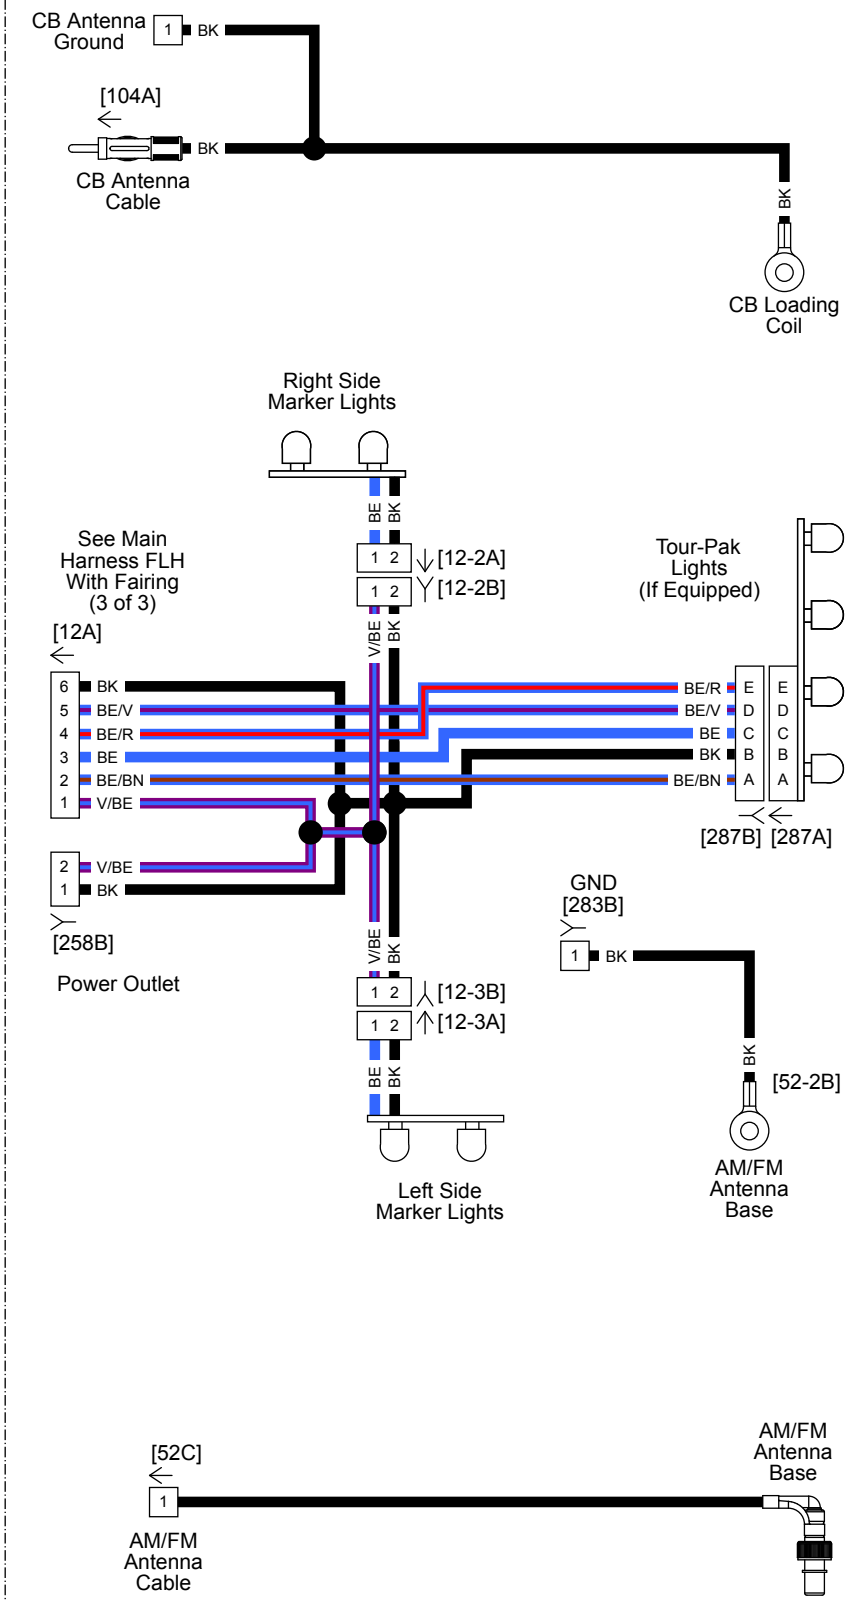 CB Antenna
Ground
1 BK
[104A]
BK
CB Antenna
Cable
BK
CB Loading
Coil
Right Side
Marker Lights
BE BK
1 2 [12-2A]
1 2 [12-2B]
V/BE BK
See Main
Harness FLH
With Fairing
(3 of 3)
[12A]
6 BK
5 BE/V
4 BE/R
3 BE
2 BE/BN
1 V/BE
Tour-Pak
Lights
(If Equipped)
BE/R E E
BE/V D D
BE C C
BK B B
BE/BN A A
[287B] [287A]
2 V/BE
1 BK
[258B]
Power Outlet
V/BE BK
1 2 [12-3B]
1 2 [12-3A]
BE BK
Left Side
Marker Lights
GND
[283B]
1 BK
BK
[52-2B]
AM/FM
Antenna
Base
[52C]
1
AM/FM
Antenna
Cable
AM/FM
Antenna
Base